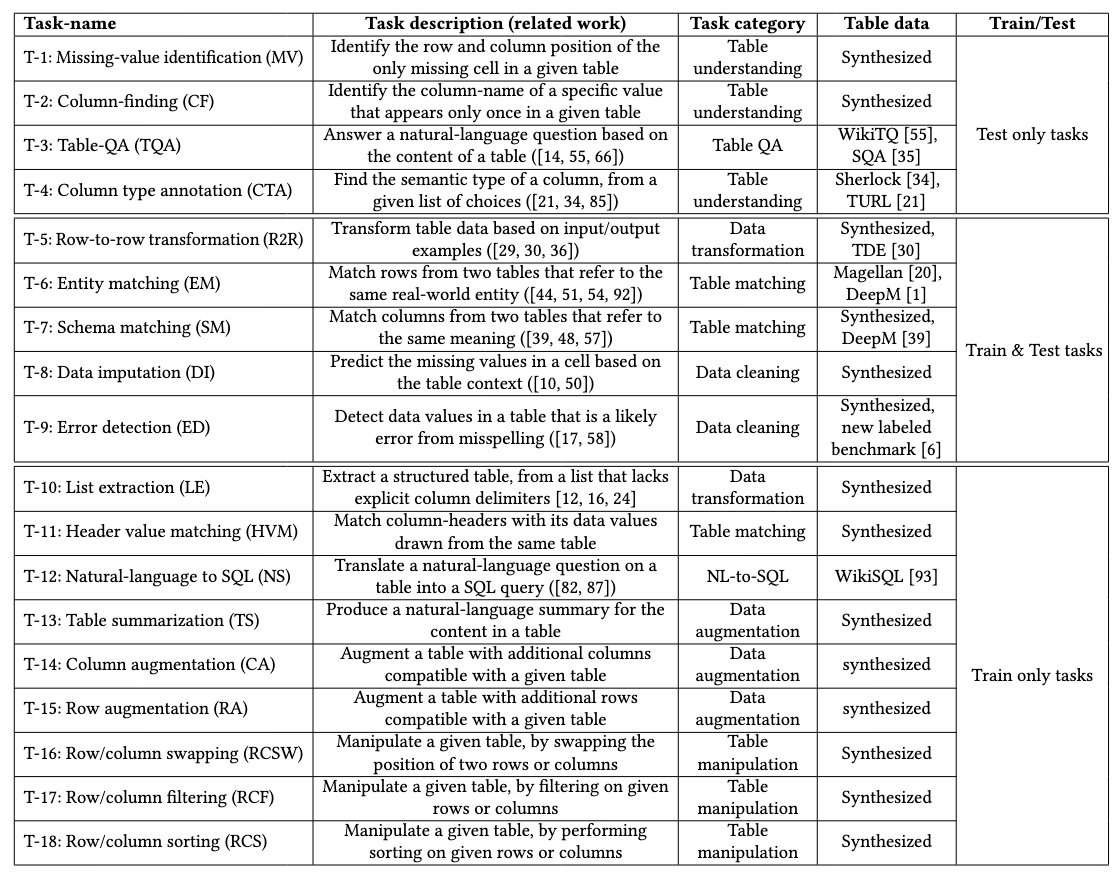 Task-name Task description (related work) Task category Table data Train/Test
T-1: Missing-value identification (MV) Identify the row and column position of the only missing cell in a given table Table understanding Synthesized Test only tasks
T-2: Column-finding (CF) Identify the column-name of a specific value that appears only once in a given table Table understanding Synthesized
T-3: Table-QA (TQA) Answer a natural-language question based on the content of a table ([14, 55, 66]) Table QA WikiTQ [55], SQA [35]
T-4: Column type annotation (CTA) Find the semantic type of a column, from a given list of choices ([21, 34, 85]) Table understanding Sherlock [34], TURL [21]
T-5: Row-to-row transformation (R2R) Transform table data based on input/output examples ([29, 30, 36]) Data transformation Synthesized, TDE [30] Train & Test tasks
T-6: Entity matching (EM) Match rows from two tables that refer to the same real-world entity ([44, 51, 54, 92]) Table matching Magellan [20], DeepM [1]
T-7: Schema matching (SM) Match columns from two tables that refer to the same meaning ([39, 48, 57]) Table matching Synthesized, DeepM [39]
T-8: Data imputation (DI) Predict the missing values in a cell based on the table context ([10, 50]) Data cleaning Synthesized
T-9: Error detection (ED) Detect data values in a table that is a likely error from misspelling ([17, 58]) Data cleaning Synthesized, new labeled benchmark [6]
T-10: List extraction (LE) Extract a structured table, from a list that lacks explicit column delimiters [12, 16, 24] Data transformation Synthesized Train only tasks
T-11: Header value matching (HVM) Match column-headers with its data values drawn from the same table Table matching Synthesized
T-12: Natural-language to SQL (NS) Translate a natural-language question on a table into a SQL query ([82, 87]) NL-to-SQL WikiSQL [93]
T-13: Table summarization (TS) Produce a natural-language summary for the content in a table Data augmentation Synthesized
T-14: Column augmentation (CA) Augment a table with additional columns compatible with a given table Data augmentation synthesized
T-15: Row augmentation (RA) Augment a table with additional rows compatible with a given table Data augmentation synthesized
T-16: Row/column swapping (RCSW) Manipulate a given table, by swapping the position of two rows or columns Table manipulation Synthesized
T-17: Row/column filtering (RCF) Manipulate a given table, by filtering on given rows or columns Table manipulation Synthesized
T-18: Row/column sorting (RCS) Manipulate a given table, by performing sorting on given rows or columns Table manipulation Synthesized